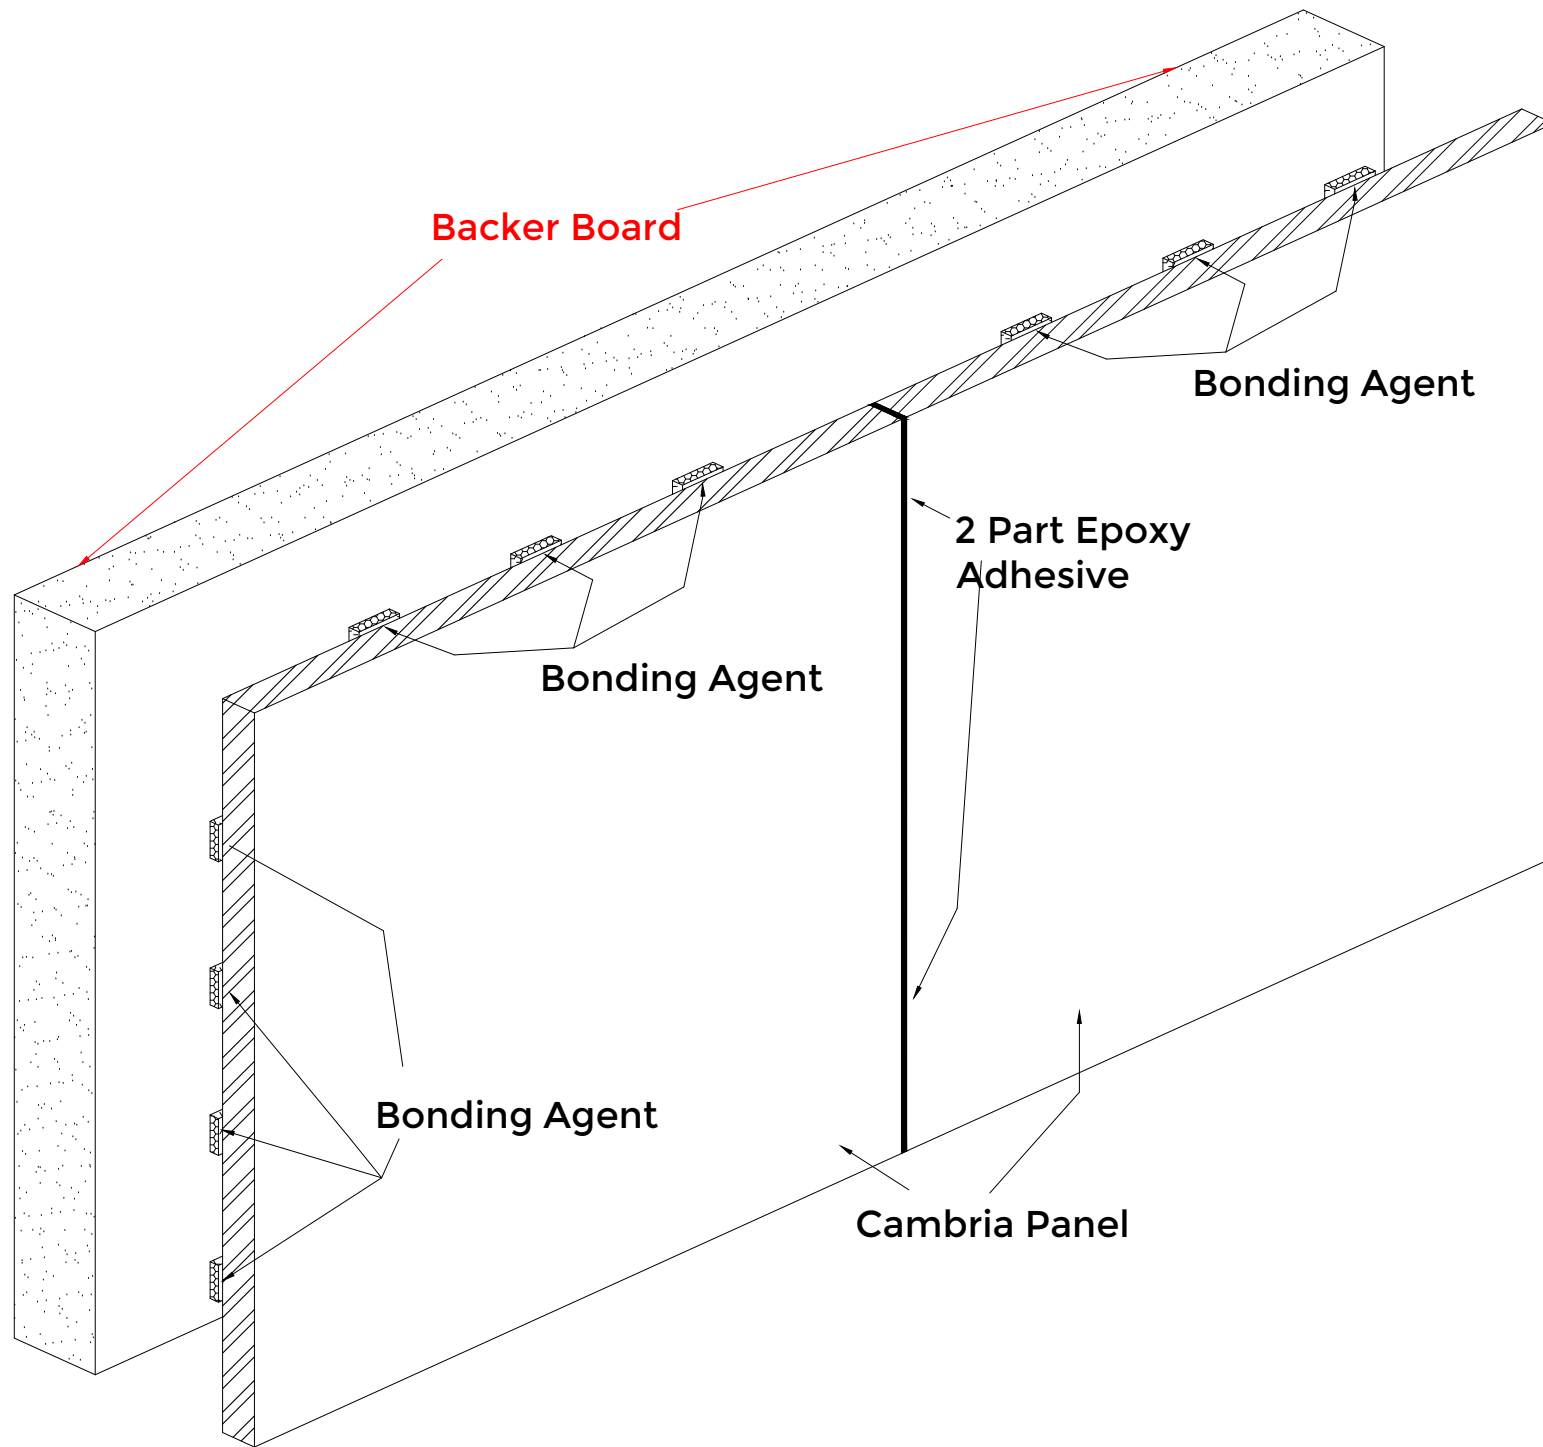 Backer Board
Bonding Agent
2 Part Epoxy
Adhesive
Bonding Agent
Bonding Agent
Cambria Panel